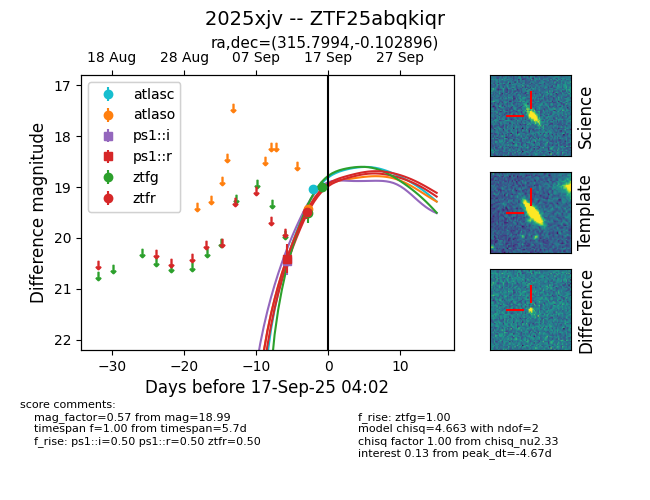 2025xjv -- ZTF25abqkiqr
ra,dec=(315.7994,-0.102896)
18 Aug 28 Aug 07 Sep 17 Sep 27 Sep
17
18
19
20
21
22
Difference magnitude
atlasc
atlaso
ps1::i
ps1::r
ztfg
ztfr
−30 −20 −10 0 10
Days before 17-Sep-25 04:02
Science
Template
Difference
score comments:
mag_factor=0.57 from mag=18.99
timespan f=1.00 from timespan=5.7d
f_rise: ps1::i=0.50 ps1::r=0.50 ztfr=0.50
f_rise: ztfg=1.00
model chisq=4.663 with ndof=2
chisq factor 1.00 from chisq_nu2.33
interest 0.13 from peak_dt=-4.67d